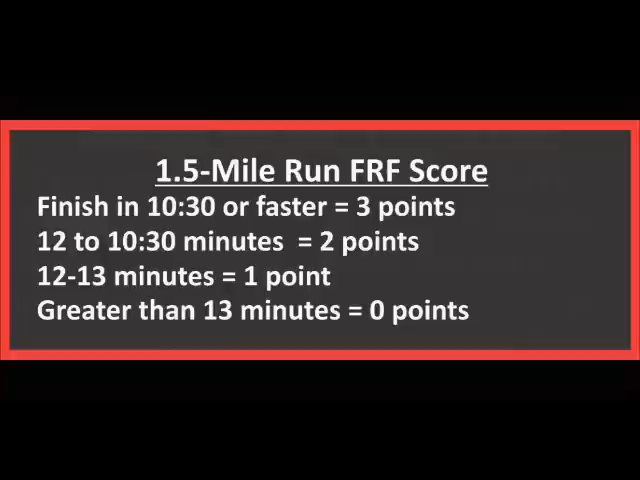 1.5-Mile Run FRF Score
Finish in 10:30 or faster = 3 points
12 to 10:30 minutes  = 2 points
12-13 minutes = 1 point
Greater than 13 minutes = 0 points